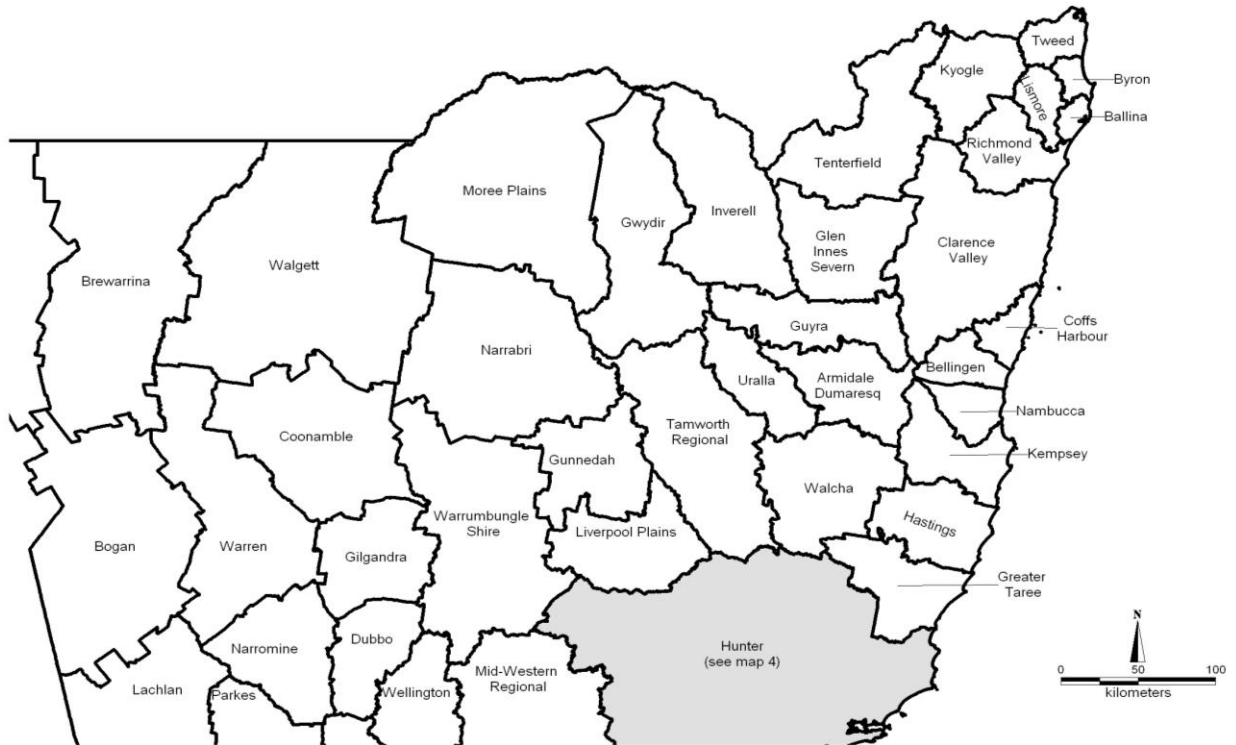 Tweed
Kyogle
Byron
Lismore
Ballina
Richmond
Valley
Tenterfield
Moree Plains
Gwydir
Inverell
Glen
Innes
Severn
Clarence
Valley
Walgett
Brewarrina
Guyra
Coffs
Harbour
Narrabri
Bellingen
Uralla
Armidale
Dumaresq
Nambucca
Tamworth
Regional
Coonamble
Kempsey
Gunnedah
Walcha
Warrumbungle
Shire
Liverpool Plains
Hastings
Bogan
Warren
Gilgandra
Greater
Taree
N
Dubbo
Narromine
Hunter
(see map 4)
Mid-Western
Regional
0 50 100
kilometers
Lachlan
Parkes
Wellington